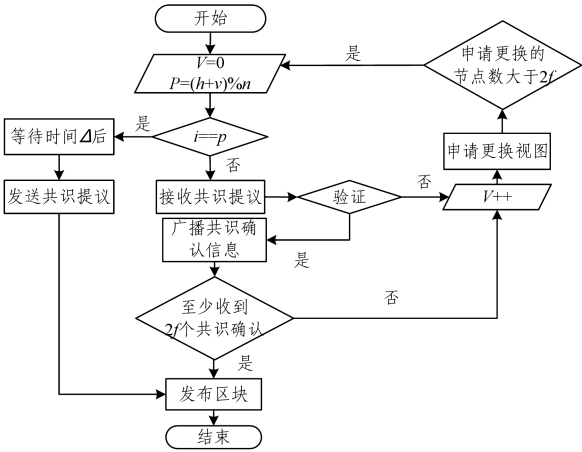 开始
V=0
P=(h+v)%n
是
申请更换的
节点数大于2f
等待时间Δ后
是
i==p
否
申请更换视图
发送共识提议
接收共识提议
验证
否
V++
广播共识确
认信息
是
至少收到
2f个共识确认
否
是
发布区块
结束